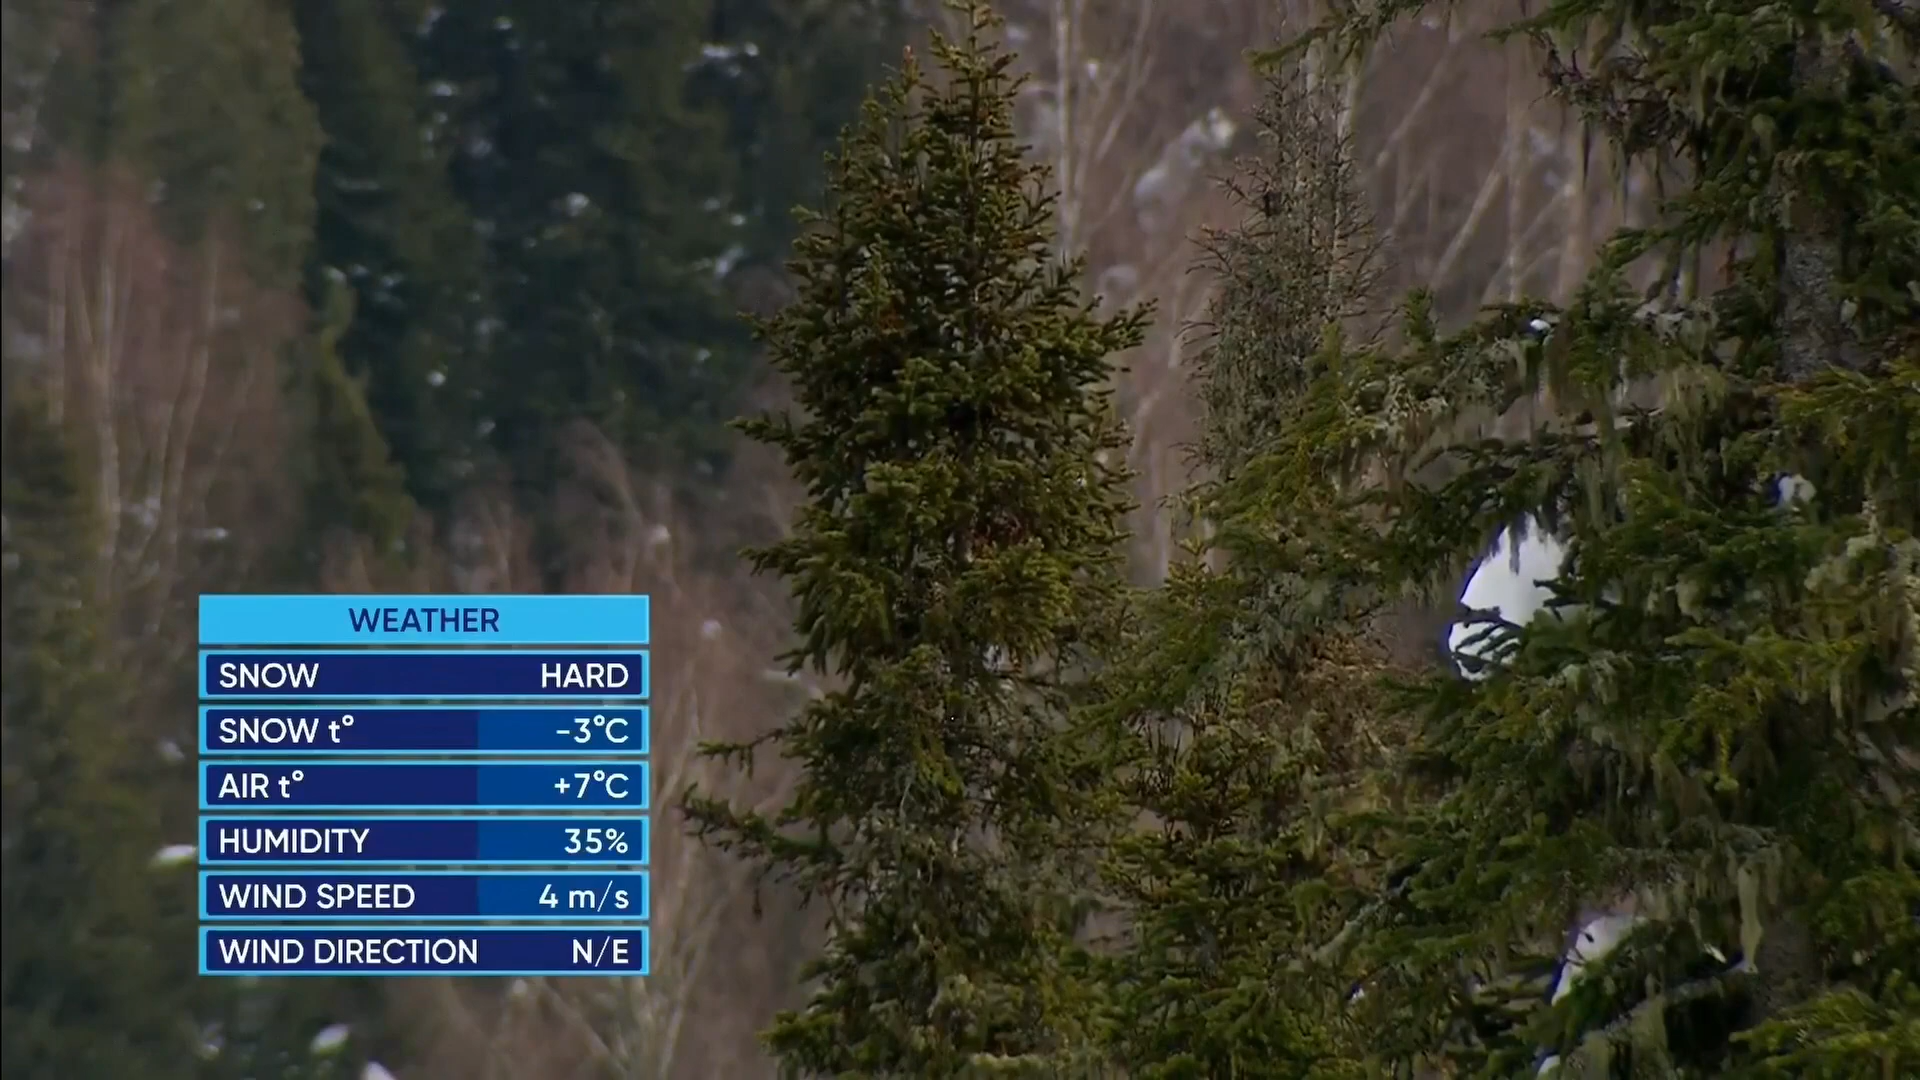 WEATHER
SNOW HARD
SNOW t° -3°C
AIR t° +7°C
HUMIDITY 35%
WIND SPEED 4 m/s
WIND DIRECTION N/E